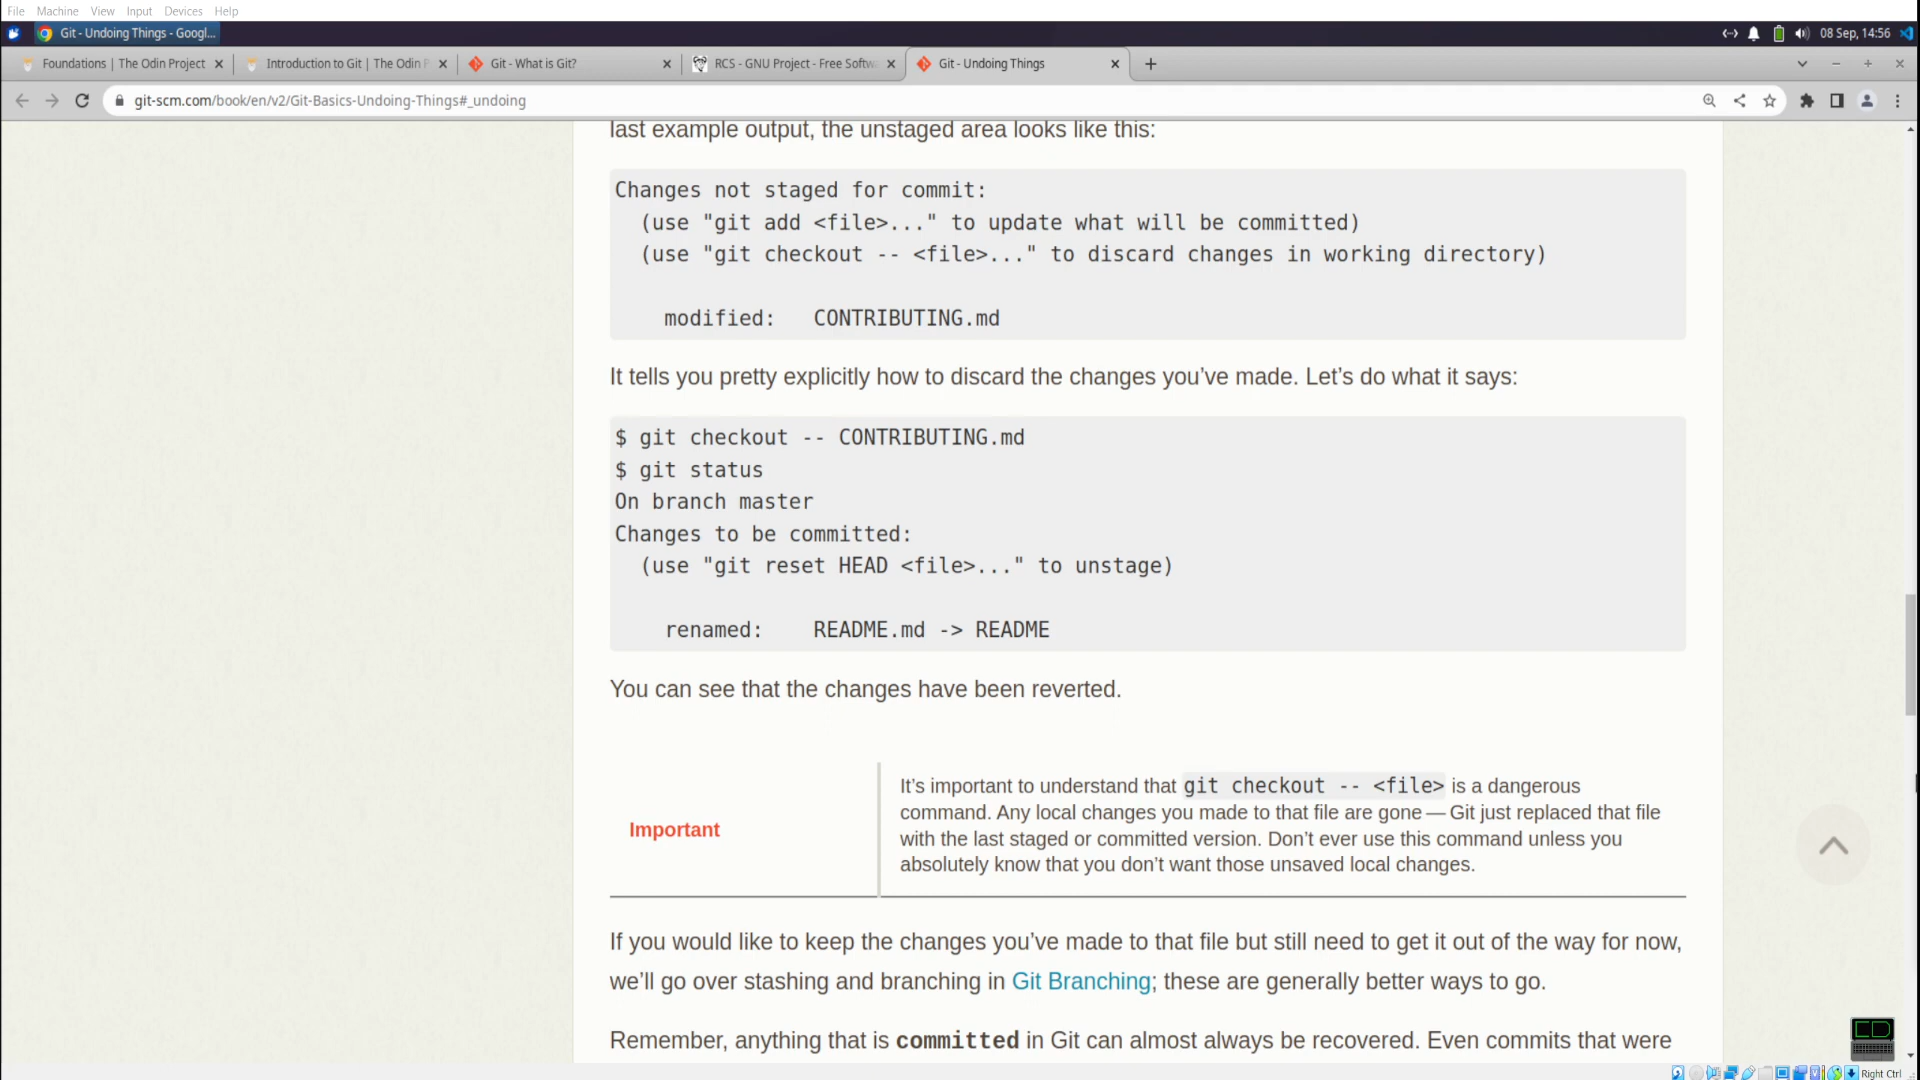 File Machine View Input Devices Help
Git - Undoing Things - Googl...
08 Sep, 14:56
Foundations | The Odin Project
Introduction to Git | The Odin P
Git - What is Git?
RCS - GNU Project - Free Softw
Git - Undoing Things
git-scm.com/book/en/v2/Git-Basics-Undoing-Things#_undoing
last example output, the unstaged area looks like this:
Changes not staged for commit:
(use "git add <file>..." to update what will be committed)
(use "git checkout -- <file>..." to discard changes in working directory)
modified: CONTRIBUTING.md
It tells you pretty explicitly how to discard the changes you’ve made. Let’s do what it says:
$ git checkout -- CONTRIBUTING.md
$ git status
On branch master
Changes to be committed:
(use "git reset HEAD <file>..." to unstage)
renamed: README.md -> README
You can see that the changes have been reverted.
Important
It’s important to understand that git checkout -- <file> is a dangerous
command. Any local changes you made to that file are gone — Git just replaced that file
with the last staged or committed version. Don’t ever use this command unless you
absolutely know that you don’t want those unsaved local changes.
If you would like to keep the changes you’ve made to that file but still need to get it out of the way for now,
we’ll go over stashing and branching in Git Branching; these are generally better ways to go.
Remember, anything that is committed in Git can almost always be recovered. Even commits that were
CD
Right Ctrl